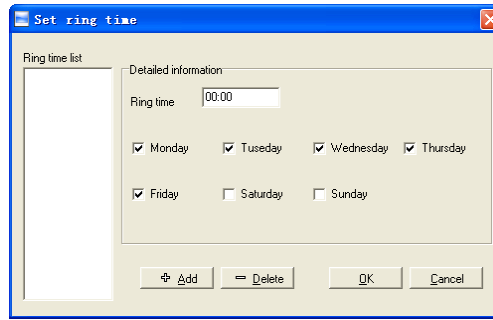 Set ring time
Ring time list
Detailed information
Ring time 00:00
Monday Tuseday Wednesday Thursday
Friday Saturday Sunday
Add Delete OK Cancel